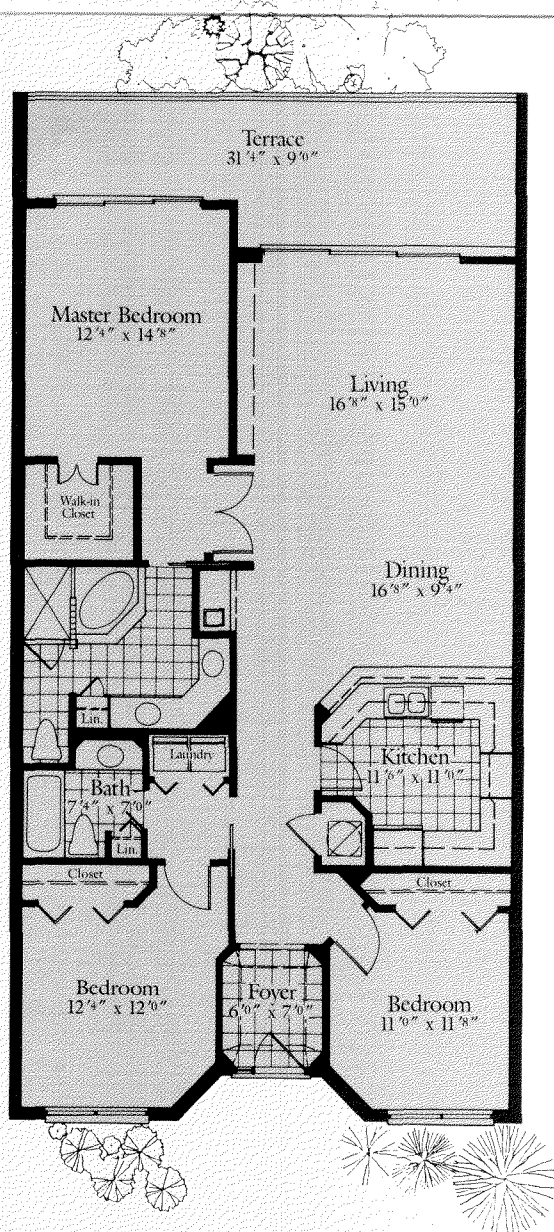 Terrace
31'4" x 9'0"
Master Bedroom
12'4" x 14'8"
Living
16'8" x 15'0"
Walk-in
Closet
Dining
16'8" x 9'4"
Lin.
Laundry
Kitchen
11'6" x 11'0"
Bath
7'4" x 7'0"
Lin.
Closet
Closet
Bedroom
12'4" x 12'0"
Foyer
6'0" x 7'0"
Bedroom
11'0" x 11'8"